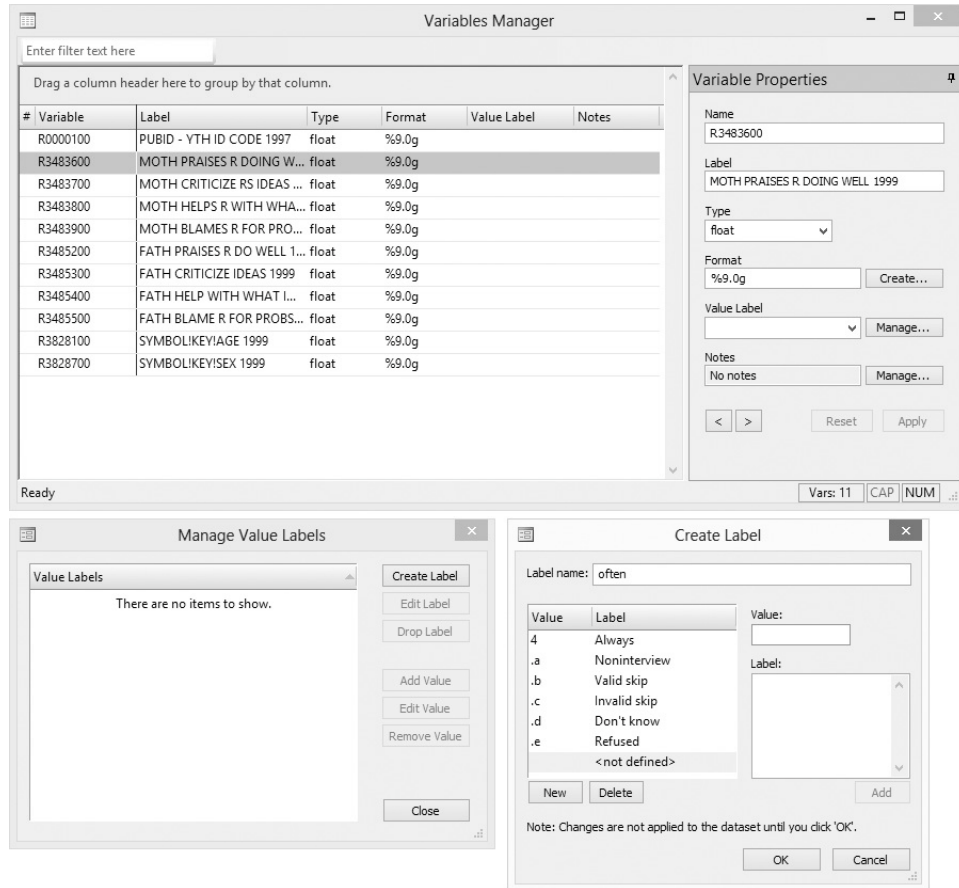 Variables Manager
Enter filter text here
Drag a column header here to group by that column.
# Variable Label Type Format Value Label Notes
R0000100 PUBID - YTH ID CODE 1997 float %9.0g
R3483600 MOTH PRAISES R DOING W... float %9.0g
R3483700 MOTH CRITICIZE RS IDEAS ... float %9.0g
R3483800 MOTH HELPS R WITH WHA... float %9.0g
R3483900 MOTH BLAMES R FOR PRO... float %9.0g
R3485200 FATH PRAISES R DO WELL 1... float %9.0g
R3485300 FATH CRITICIZE IDEAS 1999 float %9.0g
R3485400 FATH HELP WITH WHAT I... float %9.0g
R3485500 FATH BLAME R FOR PROBS... float %9.0g
R3828100 SYMBOL!KEY!AGE 1999 float %9.0g
R3828700 SYMBOL!KEY!SEX 1999 float %9.0g
Variable Properties
Name
R3483600
Label
MOTH PRAISES R DOING WELL 1999
Type
float
Format
%9.0g Create...
Value Label
Manage...
Notes
No notes Manage...
< > Reset Apply
Ready Vars: 11 CAP NUM
Manage Value Labels
Value Labels
There are no items to show.
Create Label
Edit Label
Drop Label
Add Value
Edit Value
Remove Value
Close
Create Label
Label name: often
Value Label
4 Always
.a Noninterview
.b Valid skip
.c Invalid skip
.d Don't know
.e Refused
<not defined>
Value:
Label:
New Delete Add
Note: Changes are not applied to the dataset until you click 'OK'.
OK Cancel